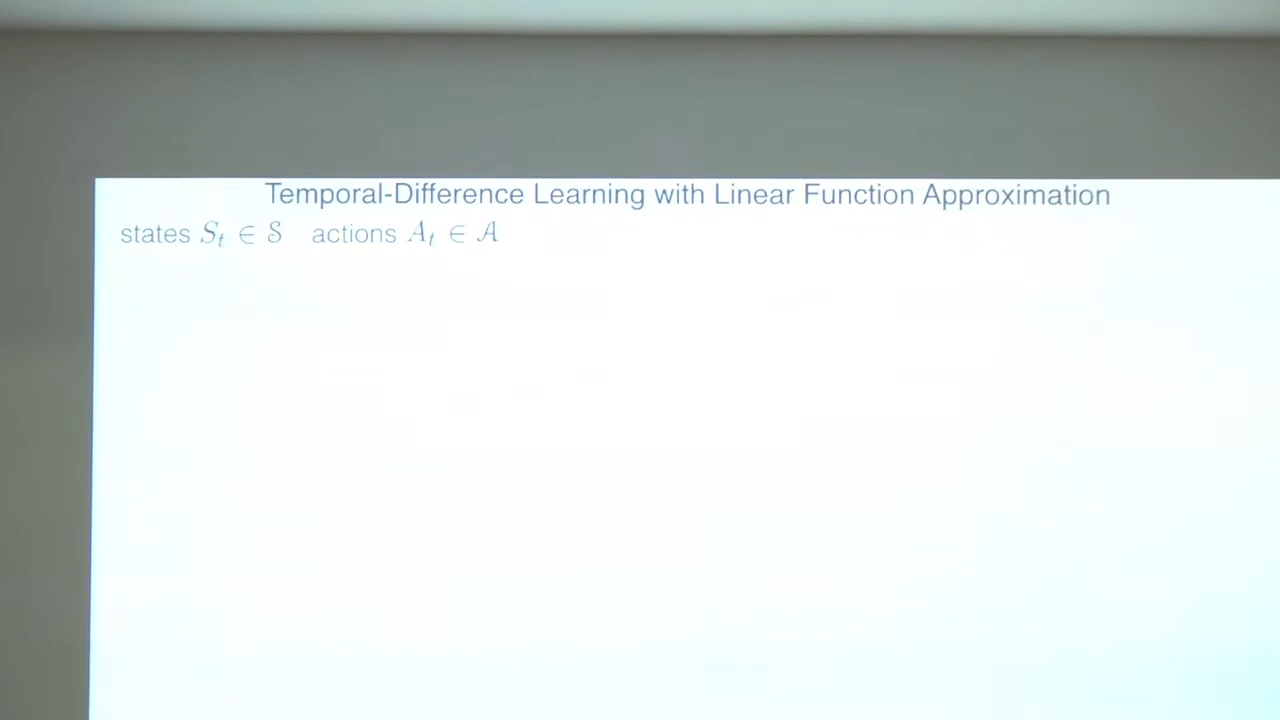 Temporal-Difference Learning with Linear Function Approximation
states $S_t \in \mathcal{S}$ actions $A_t \in \mathcal{A}$